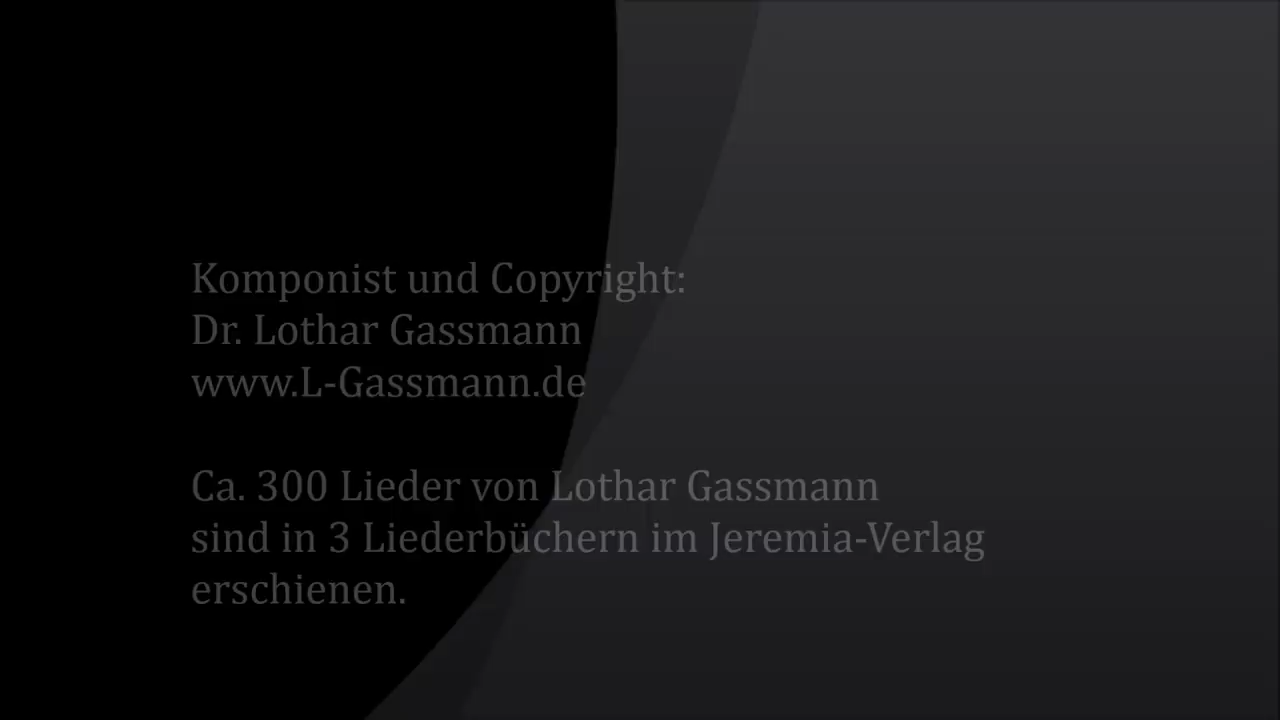 Komponist und Copyright:
Dr. Lothar Gassmann
www.L-Gassmann.de
Ca. 300 Lieder von Lothar Gassmann
sind in 3 Liederbüchern im Jeremia-Verlag
erschienen.